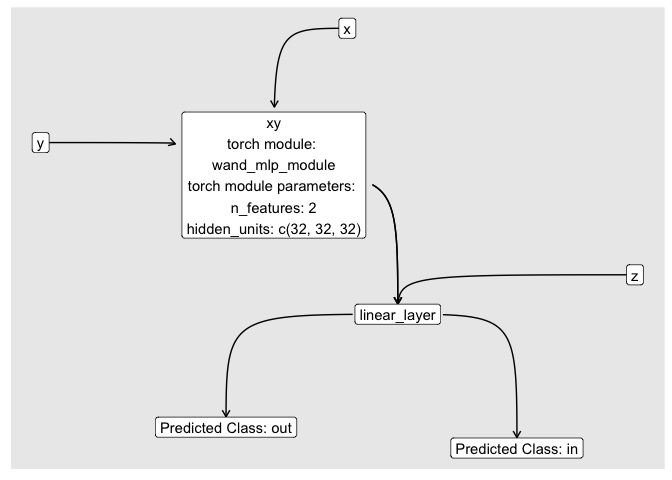 x
y
xy
torch module:
wand_mlp_module
torch module parameters:
n_features: 2
hidden_units: c(32, 32, 32)
z
linear_layer
Predicted Class: out
Predicted Class: in